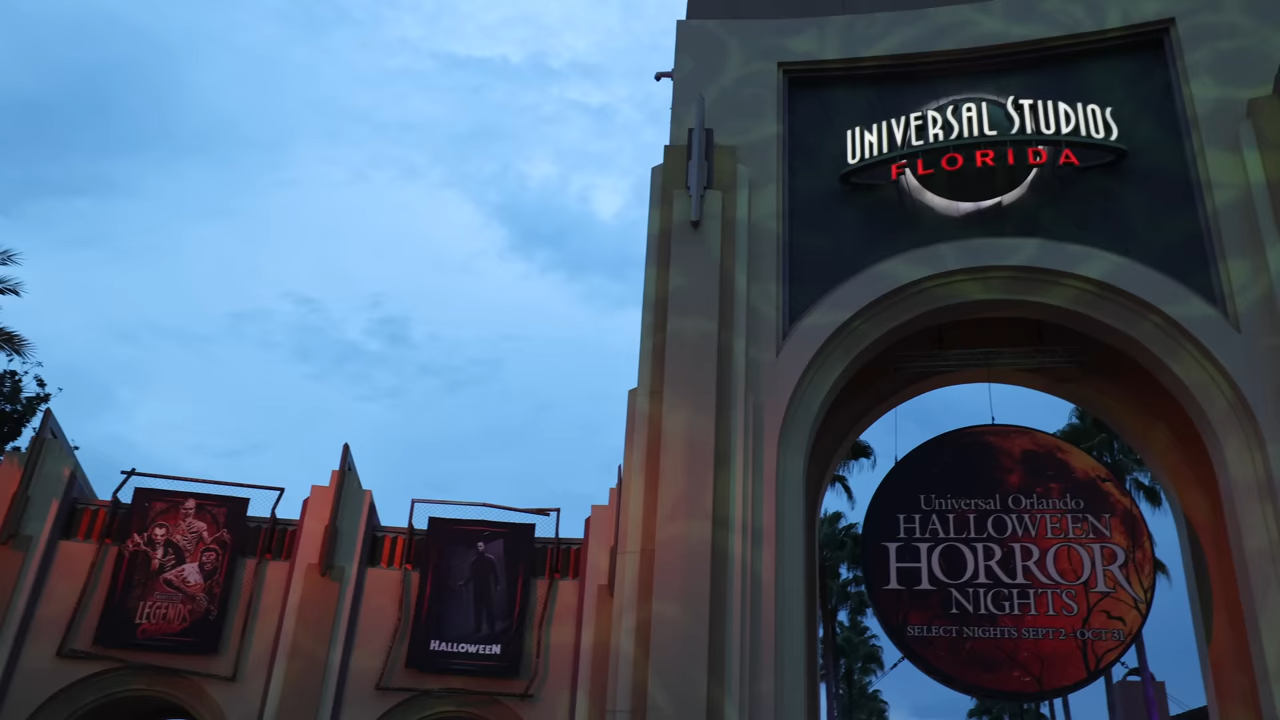 UNIVERSAL STUDIOS
FLORIDA
Universal Orlando
HALLOWEEN
HORROR
NIGHTS
SELECT NIGHTS SEPT 2 - OCT 31
LEGENDS
HALLOWEEN